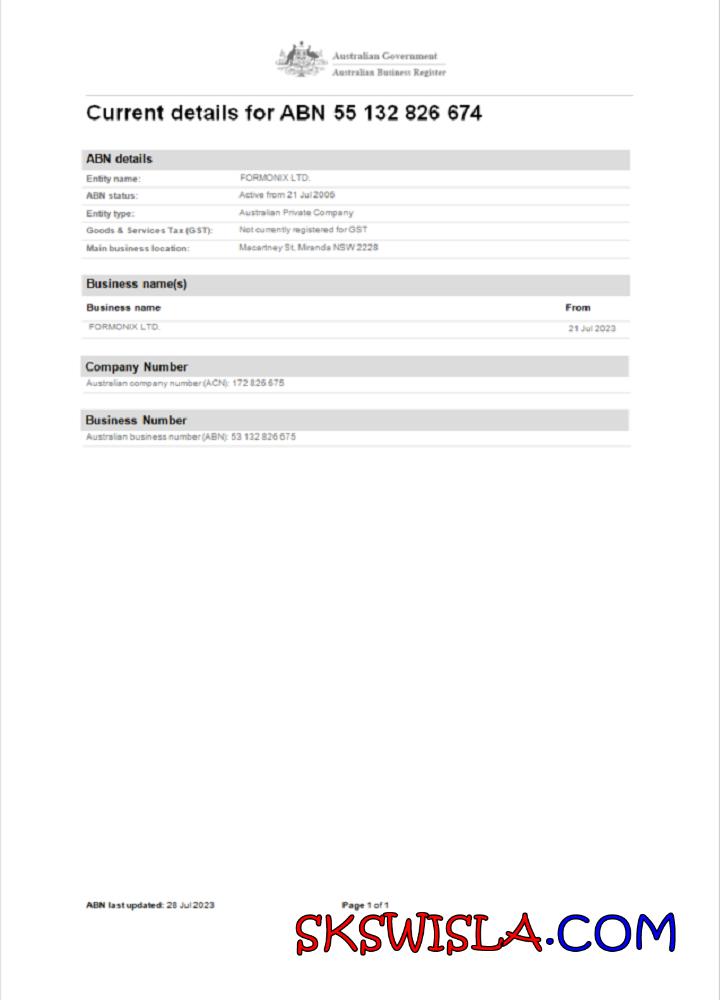 Australian Government
Australian Business Register
Current details for ABN 55 132 826 674
ABN details
Entity name: FORMONIX LTD.
ABN status: Active from 21 Jul 2006
Entity type: Australian Private Company
Goods & Services Tax (GST): Not currently registered for GST
Main business location: Macartney St, Miranda NSW 2228
Business name(s)
Business name From
FORMONIX LTD. 21 Jul 2023
Company Number
Australian company number (ACN): 172 826 675
Business Number
Australian business number (ABN): 53 132 826 675
ABN last updated: 28 Jul 2023 Page 1 of 1
SKSWISLA.COM